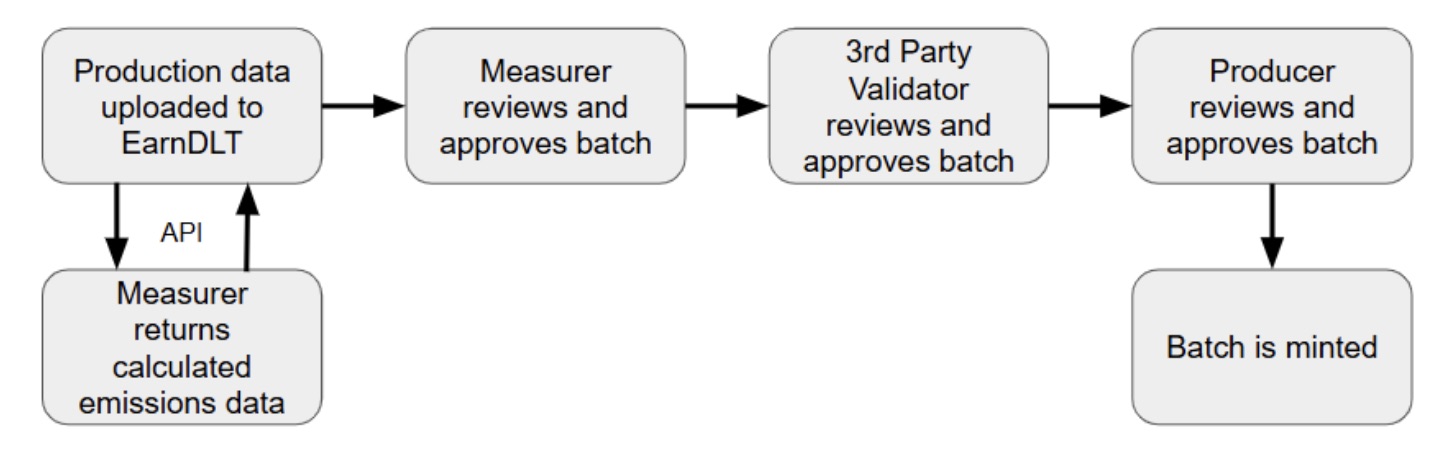 Production data
uploaded to
EarnDLT
Measurer
reviews and
approves batch
3rd Party
Validator
reviews and
approves batch
Producer
reviews and
approves batch
API
Measurer
returns
calculated
emissions data
Batch is minted